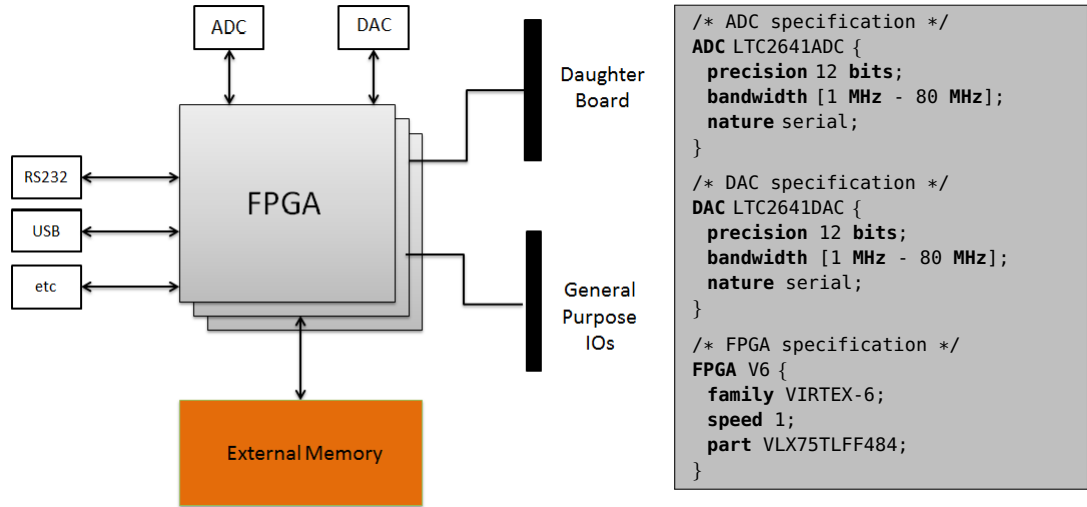 ADC
DAC
Daughter
Board
RS232
FPGA
USB
etc
General
Purpose
IOs
External Memory
/* ADC specification */
ADC LTC2641ADC {
precision 12 bits;
bandwidth [1 MHz - 80 MHz];
nature serial;
}
/* DAC specification */
DAC LTC2641DAC {
precision 12 bits;
bandwidth [1 MHz - 80 MHz];
nature serial;
}
/* FPGA specification */
FPGA V6 {
family VIRTEX-6;
speed 1;
part VLX75TLFF484;
}